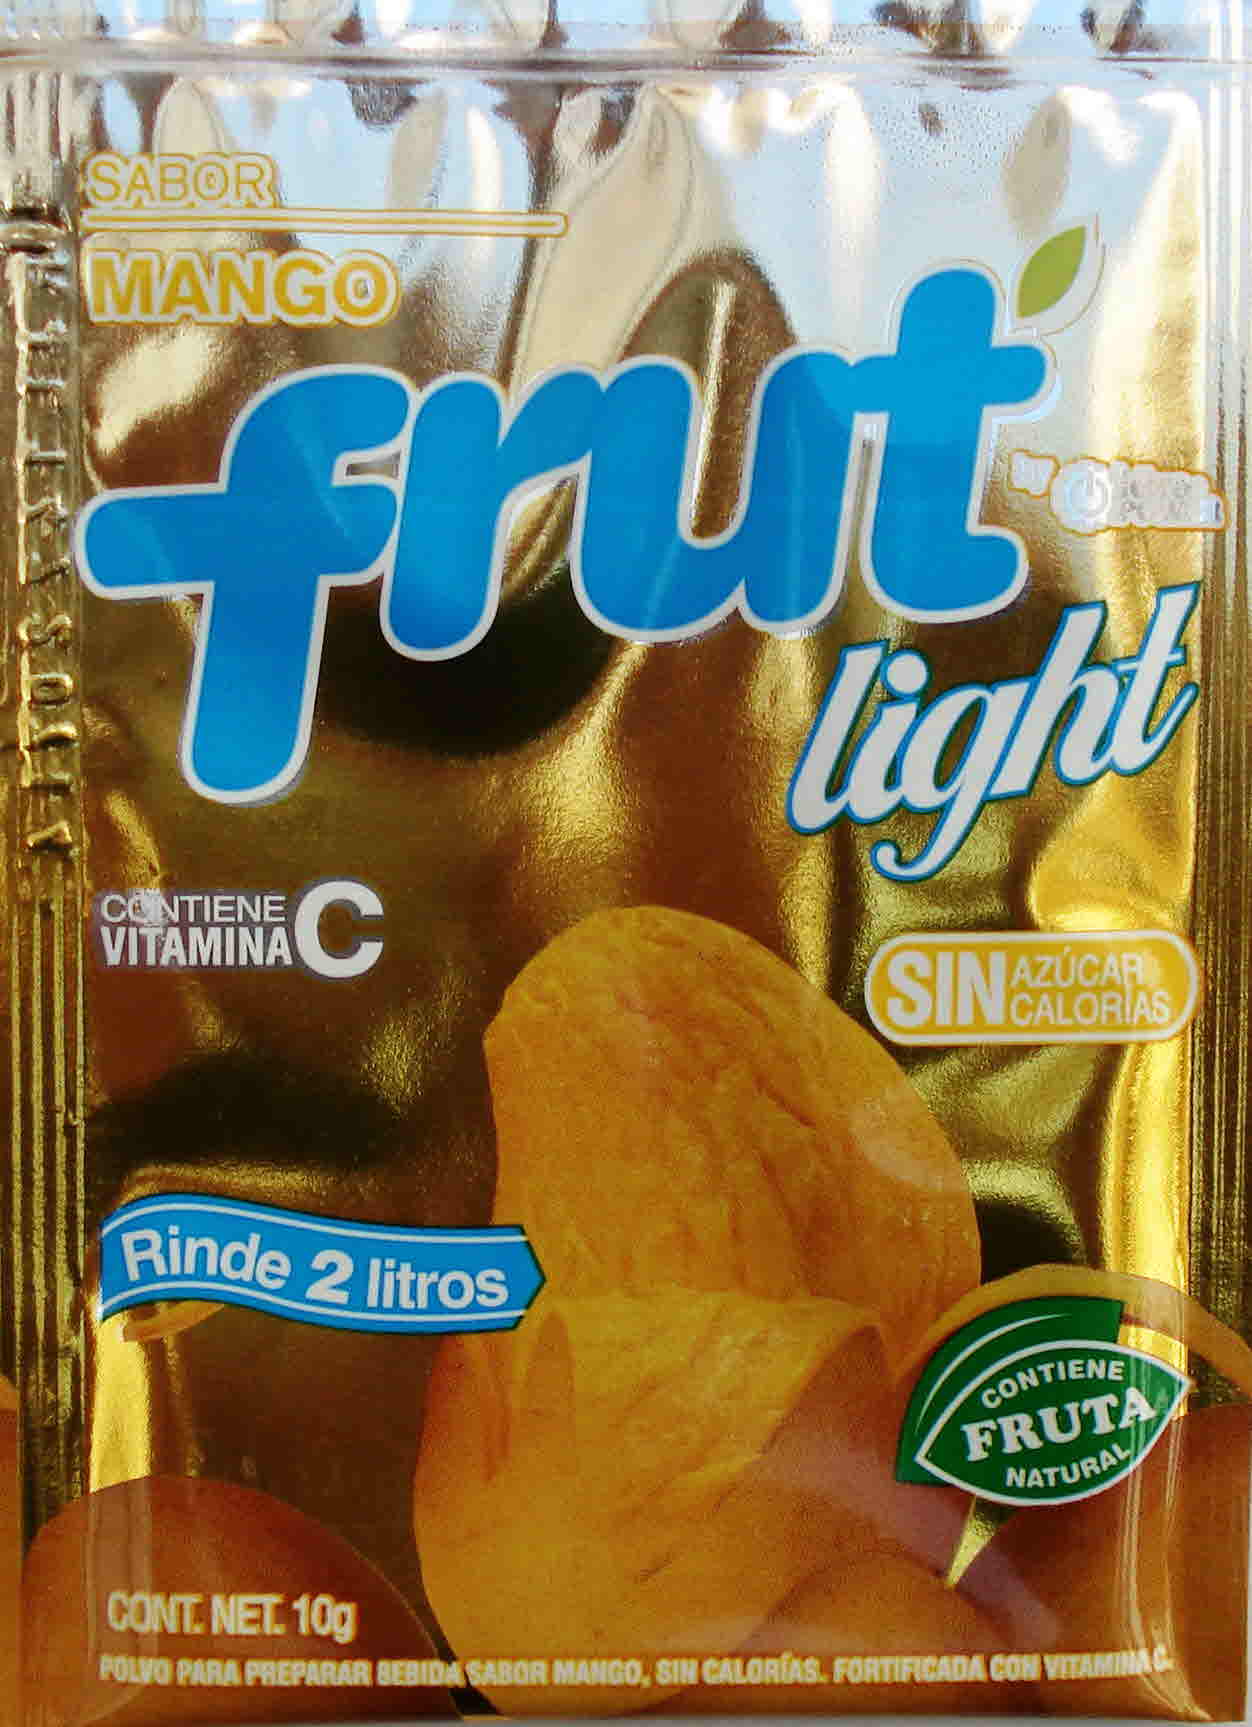 SABOR
MANGO
frut
by
light
CONTIENE
VITAMINA C
SIN AZÚCAR
CALORÍAS
Rinde 2 litros
CONTIENE
FRUTA
NATURAL
CONT. NET. 10g
POLVO PARA PREPARAR BEBIDA SABOR MANGO, SIN CALORÍAS. FORTIFICADA CON VITAMINA C.